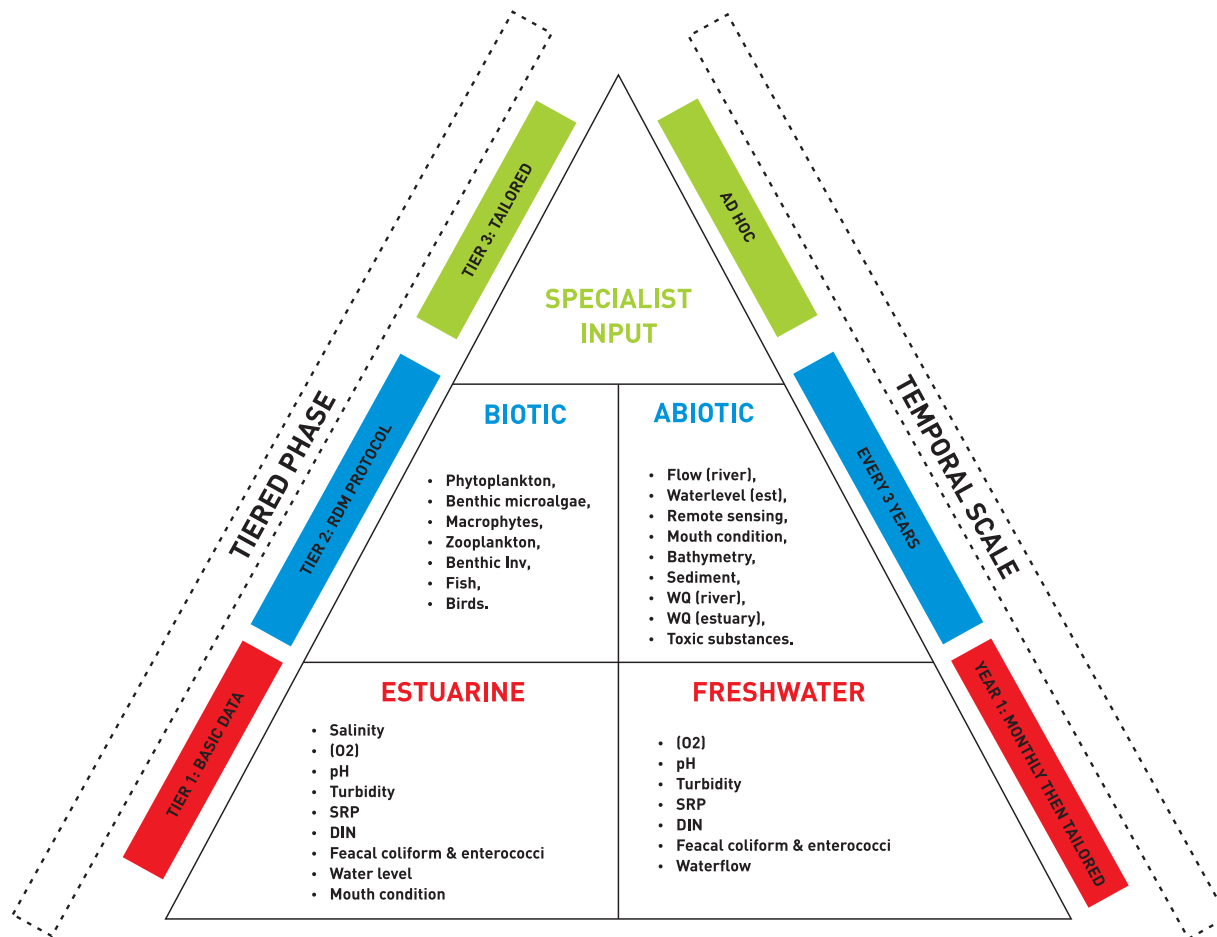 TIERED PHASE
TIER 3: TAILORED
TIER 2: RDM PROTOCOL
TIER 1: BASIC DATA
SPECIALIST
INPUT
BIOTIC
• Phytoplankton,
• Benthic microalgae,
• Macrophytes,
• Zooplankton,
• Benthic Inv,
• Fish,
• Birds.
ABIOTIC
• Flow (river),
• Waterlevel (est),
• Remote sensing,
• Mouth condition,
• Bathymetry,
• Sediment,
• WQ (river),
• WQ (estuary),
• Toxic substances.
ESTUARINE
• Salinity
• (O2)
• pH
• Turbidity
• SRP
• DIN
• Feacal coliform & enterococci
• Water level
• Mouth condition
FRESHWATER
• (O2)
• pH
• Turbidity
• SRP
• DIN
• Feacal coliform & enterococci
• Waterflow
AD HOC
EVERY 3 YEARS
YEAR 1: MONTHLY THEN TAILORED
TEMPORAL SCALE